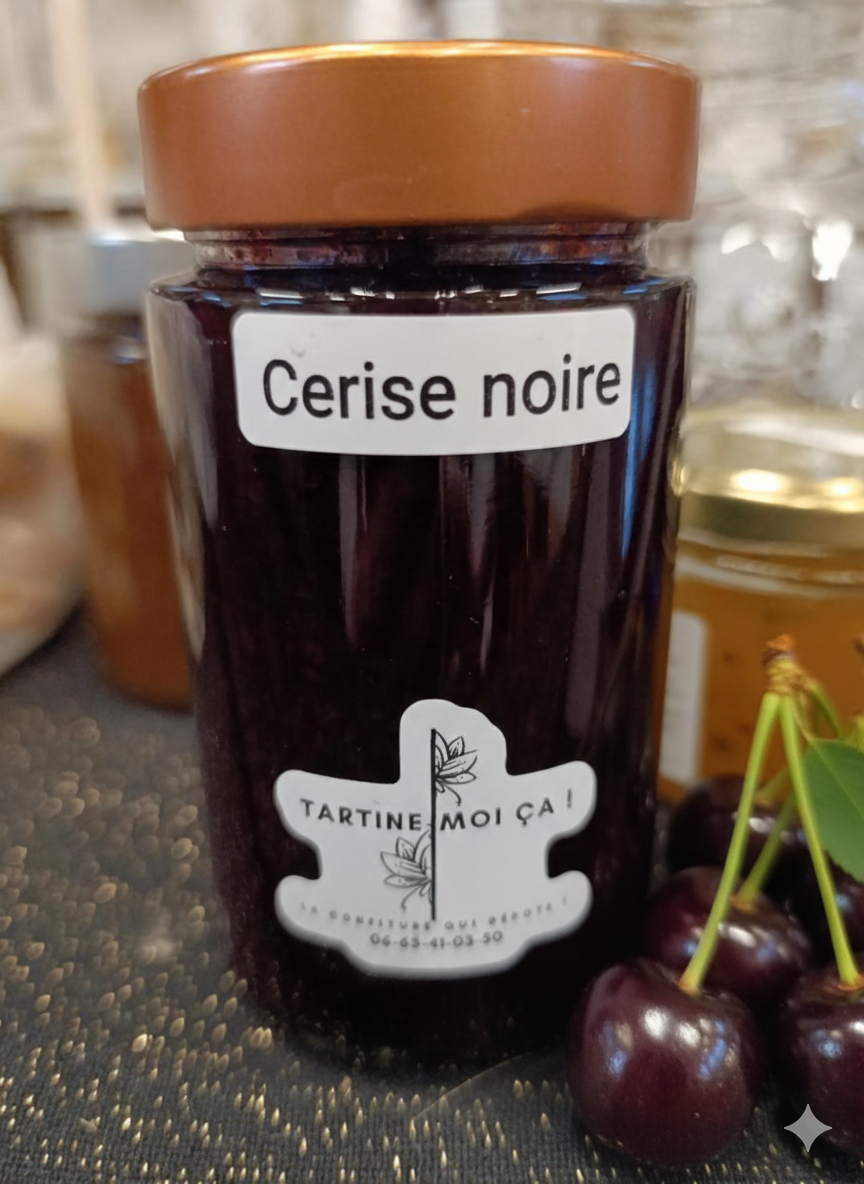 Cerise noire
TARTINE-MOI ÇA !
LA CONFITURE QUI DÉPOTE !
06 65 41 05 50